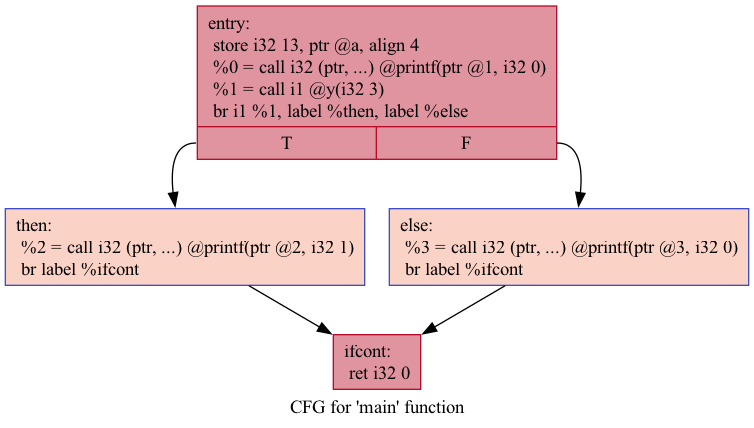 entry:
store i32 13, ptr @a, align 4
%0 = call i32 (ptr, ...) @printf(ptr @1, i32 0)
%1 = call i1 @y(i32 3)
br i1 %1, label %then, label %else
T
F
then:
%2 = call i32 (ptr, ...) @printf(ptr @2, i32 1)
br label %ifcont
else:
%3 = call i32 (ptr, ...) @printf(ptr @3, i32 0)
br label %ifcont
ifcont:
ret i32 0
CFG for 'main' function